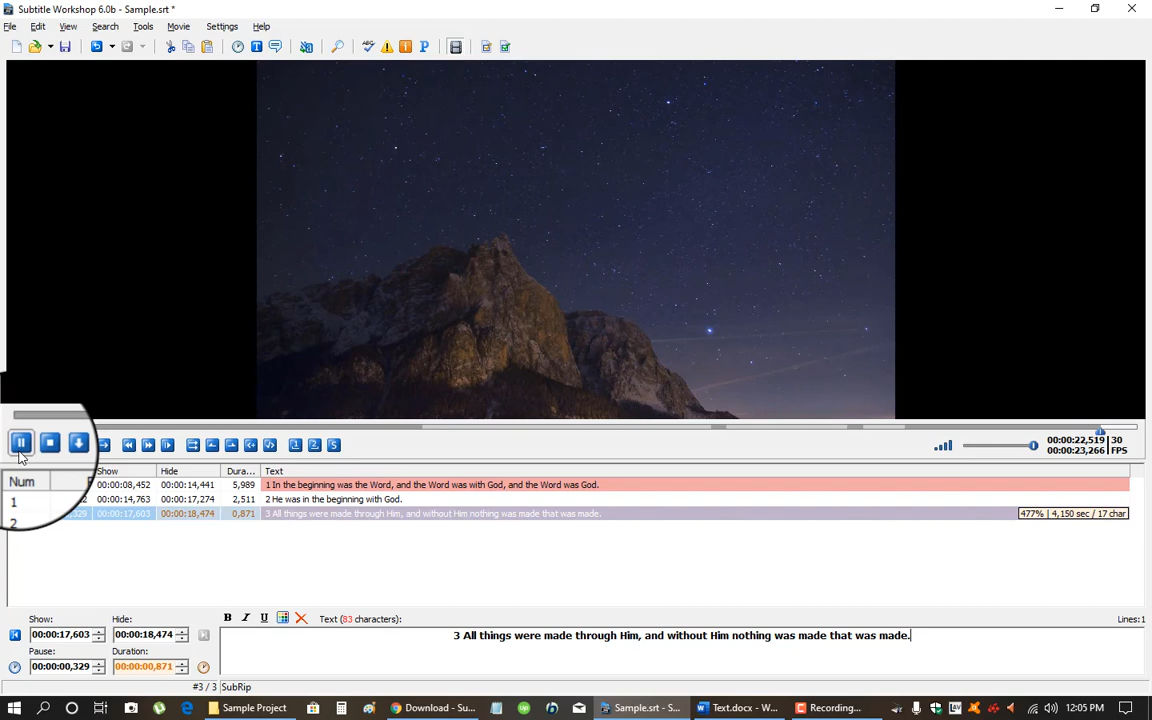 Subtitle Workshop 6.0b - Sample.srt *
File Edit View Search Tools Movie Settings Help
00:00:22,519 30
00:00:23,266 FPS
Num Show Hide Dura... Text
1 00:00:08,452 00:00:14,441 5,989 1 In the beginning was the Word, and the Word was with God, and the Word was God.
2 00:00:14,763 00:00:17,274 2,511 2 He was in the beginning with God.
,329 00:00:17,603 00:00:18,474 0,871 3 All things were made through Him, and without Him nothing was made that was made. 477% | 4,150 sec / 17 char
Show: Hide: B I U Text (83 characters): Lines:1
00:00:17,603 00:00:18,474 3 All things were made through Him, and without Him nothing was made that was made.
Pause: Duration:
00:00:00,329 00:00:00,871
#3 / 3 SubRip
Sample Project Download - Su... Sample.srt - S... Text.docx - W... Recording... 12:05 PM